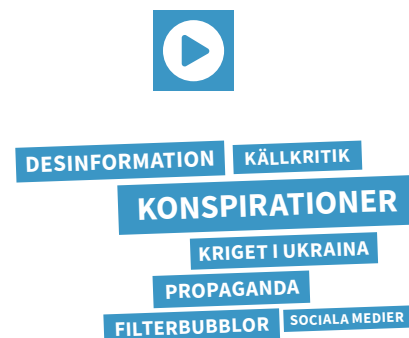 DESINFORMATION
KÄLLKRITIK
KONSPIRATIONER
KRIGET I UKRAINA
PROPAGANDA
FILTERBUBBLOR
SOCIALA MEDIER